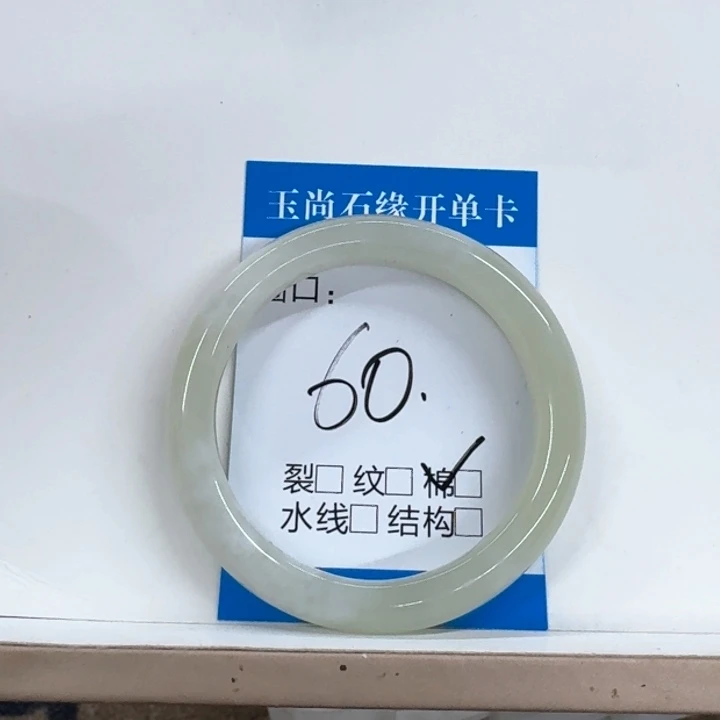 玉尚石缘开单卡
口：
60.
裂□ 纹□ 棉□
水线□ 结构□